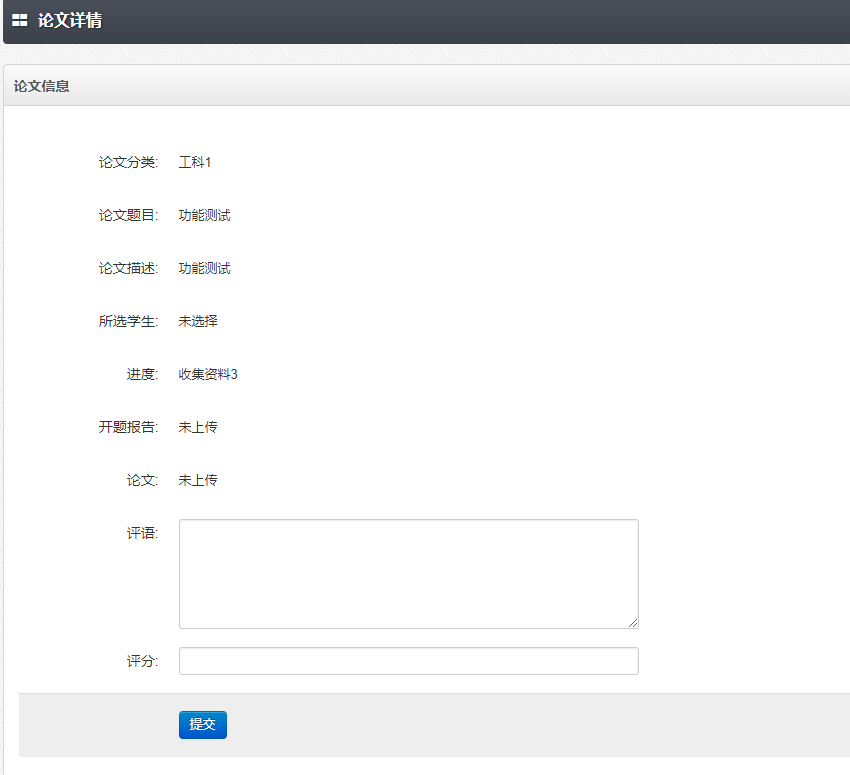 论文详情
论文信息
论文分类: 工科1
论文题目: 功能测试
论文描述: 功能测试
所选学生: 未选择
进度: 收集资料3
开题报告: 未上传
论文: 未上传
评语:
评分:
提交